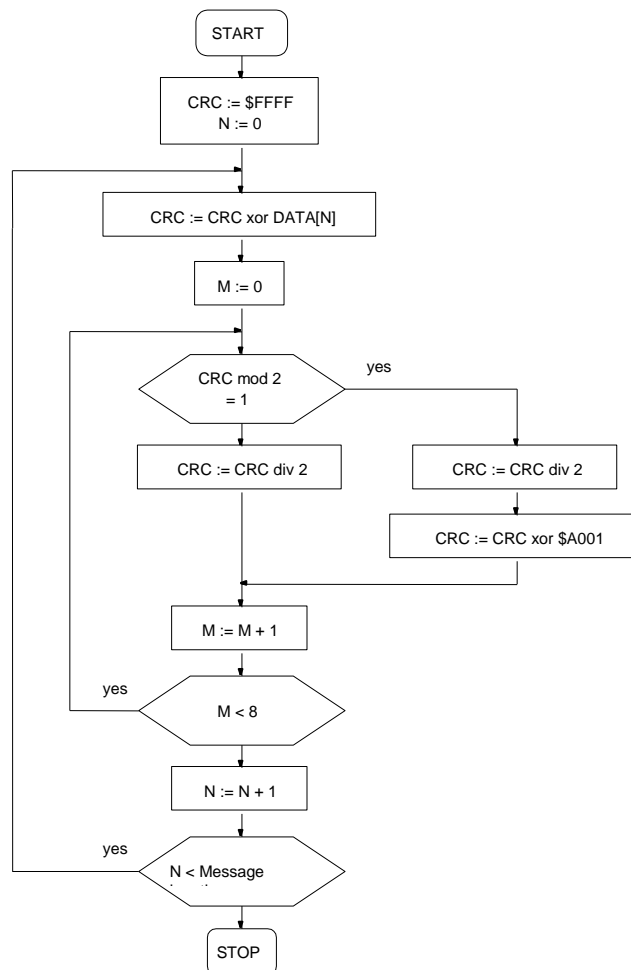 START
CRC := $FFFF
N := 0
CRC := CRC xor DATA[N]
M := 0
CRC mod 2
= 1
yes
CRC := CRC div 2
CRC := CRC div 2
CRC := CRC xor $A001
M := M + 1
yes
M < 8
N := N + 1
yes
N < Message
STOP